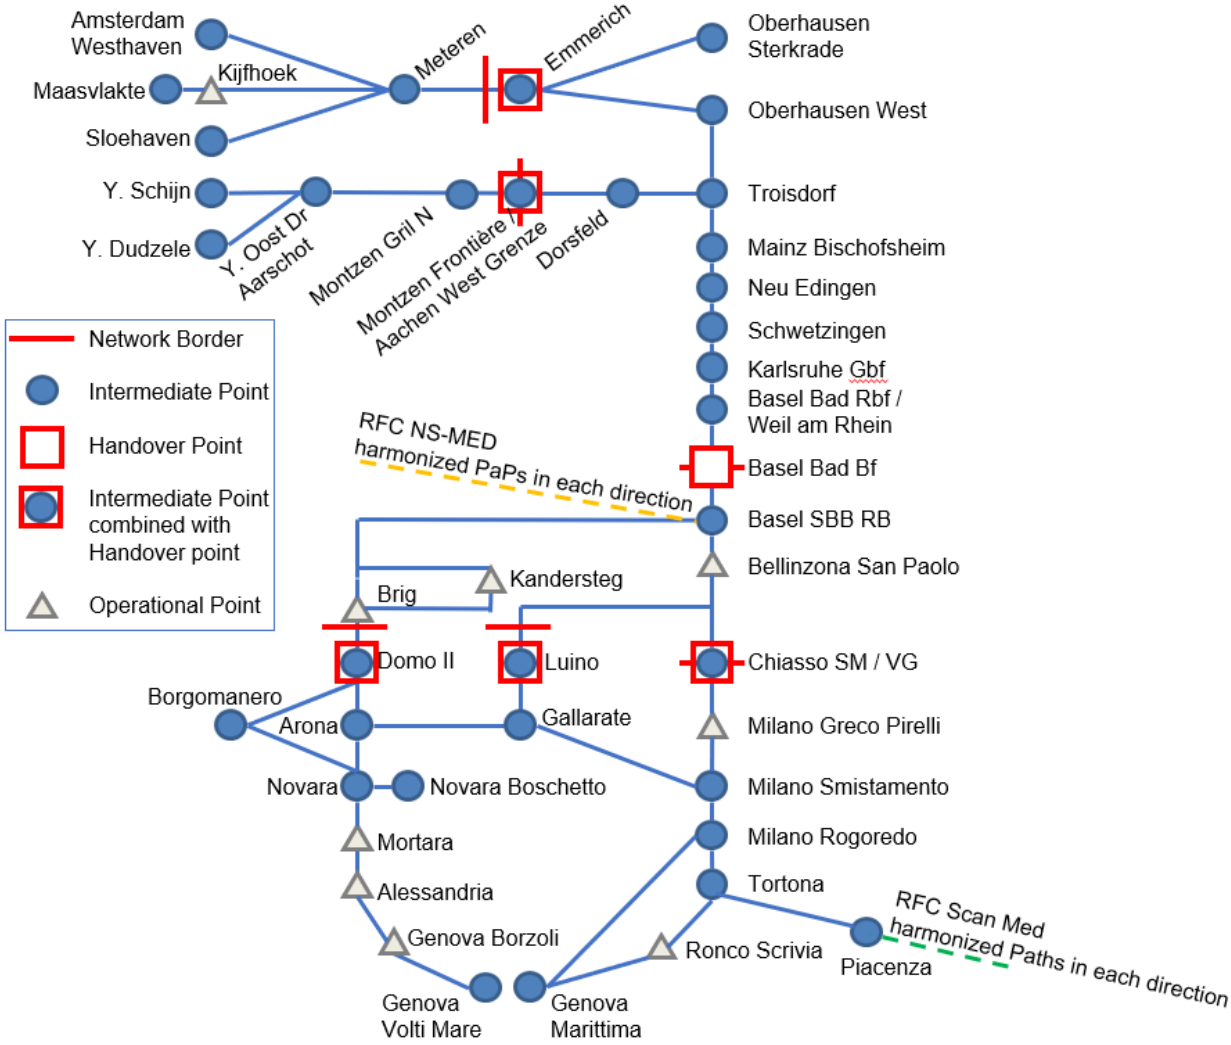 Amsterdam
Westhaven
Maasvlakte
Kijfhoek
Sloehaven
Meteren
Emmerich
Oberhausen
Sterkrade
Oberhausen West
Y. Schijn
Y. Dudzele
Y. Oost Dr
Aarschot
Montzen Gril N
Montzen Frontière /
Aachen West Grenze
Dorsfeld
Troisdorf
Mainz Bischofsheim
Neu Edingen
Schwetzingen
Karlsruhe Gbf
Basel Bad Rbf /
Weil am Rhein
Basel Bad Bf
Basel SBB RB
Bellinzona San Paolo
Network Border
Intermediate Point
Handover Point
Intermediate Point
combined with
Handover point
Operational Point
RFC NS-MED
harmonized PaPs in each direction
Kandersteg
Brig
Domo II
Luino
Chiasso SM / VG
Borgomanero
Arona
Gallarate
Milano Greco Pirelli
Novara
Novara Boschetto
Milano Smistamento
Mortara
Milano Rogoredo
Alessandria
Tortona
Genova Borzoli
Ronco Scrivia
Piacenza
RFC Scan Med
harmonized Paths in each direction
Genova
Volti Mare
Genova
Marittima